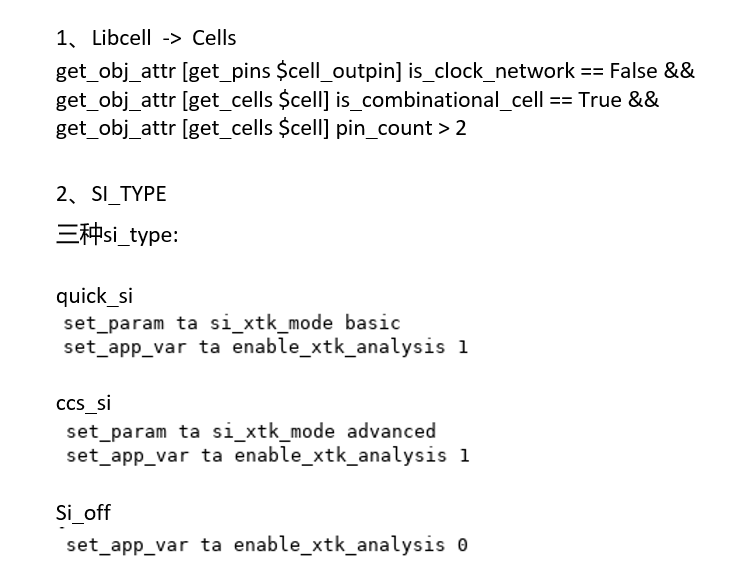 1、Libcell -> Cells
get_obj_attr [get_pins $cell_outpin] is_clock_network == False &&
get_obj_attr [get_cells $cell] is_combinational_cell == True &&
get_obj_attr [get_cells $cell] pin_count > 2
2、SI_TYPE
三种si_type:
quick_si
set_param ta si_xtk_mode basic
set_app_var ta enable_xtk_analysis 1
ccs_si
set_param ta si_xtk_mode advanced
set_app_var ta enable_xtk_analysis 1
Si_off
set_app_var ta enable_xtk_analysis 0